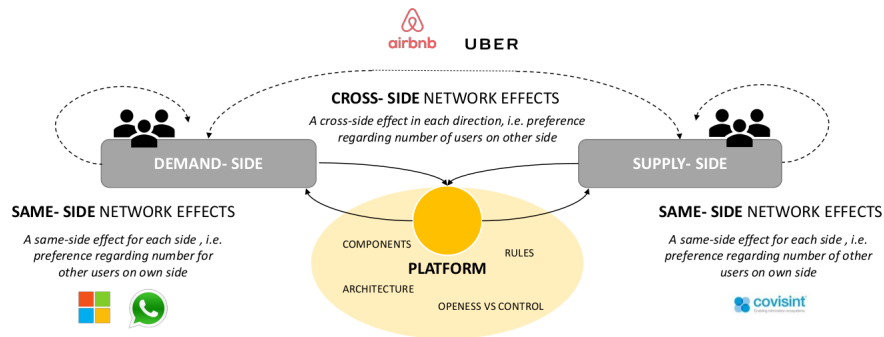 airbnb
UBER
CROSS- SIDE NETWORK EFFECTS
A cross-side effect in each direction, i.e. preference
regarding number of users on other side
DEMAND- SIDE
SUPPLY- SIDE
SAME- SIDE NETWORK EFFECTS
A same-side effect for each side , i.e.
preference regarding number for
other users on own side
COMPONENTS
RULES
PLATFORM
ARCHITECTURE
OPENESS VS CONTROL
SAME- SIDE NETWORK EFFECTS
A same-side effect for each side , i.e.
preference regarding number of other
users on own side
covisint